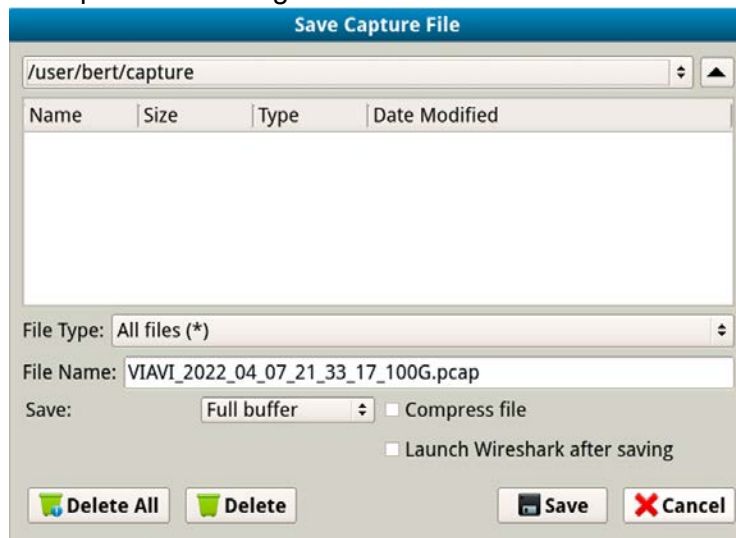 Save Capture File
/user/bert/capture
Name Size Type Date Modified
File Type: All files (*)
File Name: VIAVI_2022_04_07_21_33_17_100G.pcap
Save: Full buffer Compress file
Launch Wireshark after saving
Delete All Delete Save Cancel